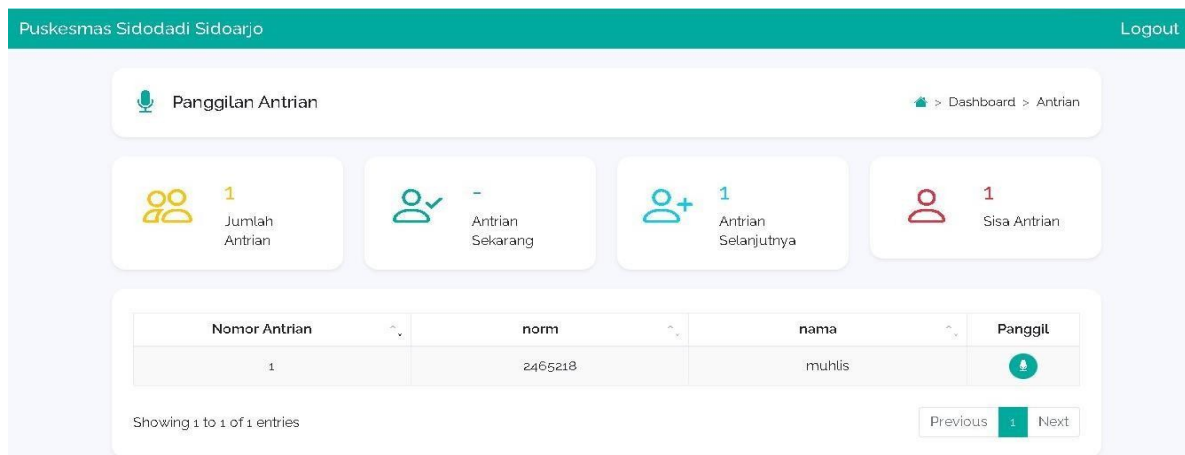 Puskesmas Sidodadi Sidoarjo Logout
Panggilan Antrian
> Dashboard > Antrian
1
Jumlah
Antrian
-
Antrian
Sekarang
1
Antrian
Selanjutnya
1
Sisa Antrian
Nomor Antrian norm nama Panggil
1 2465218 muhlis
Showing 1 to 1 of 1 entries
Previous 1 Next